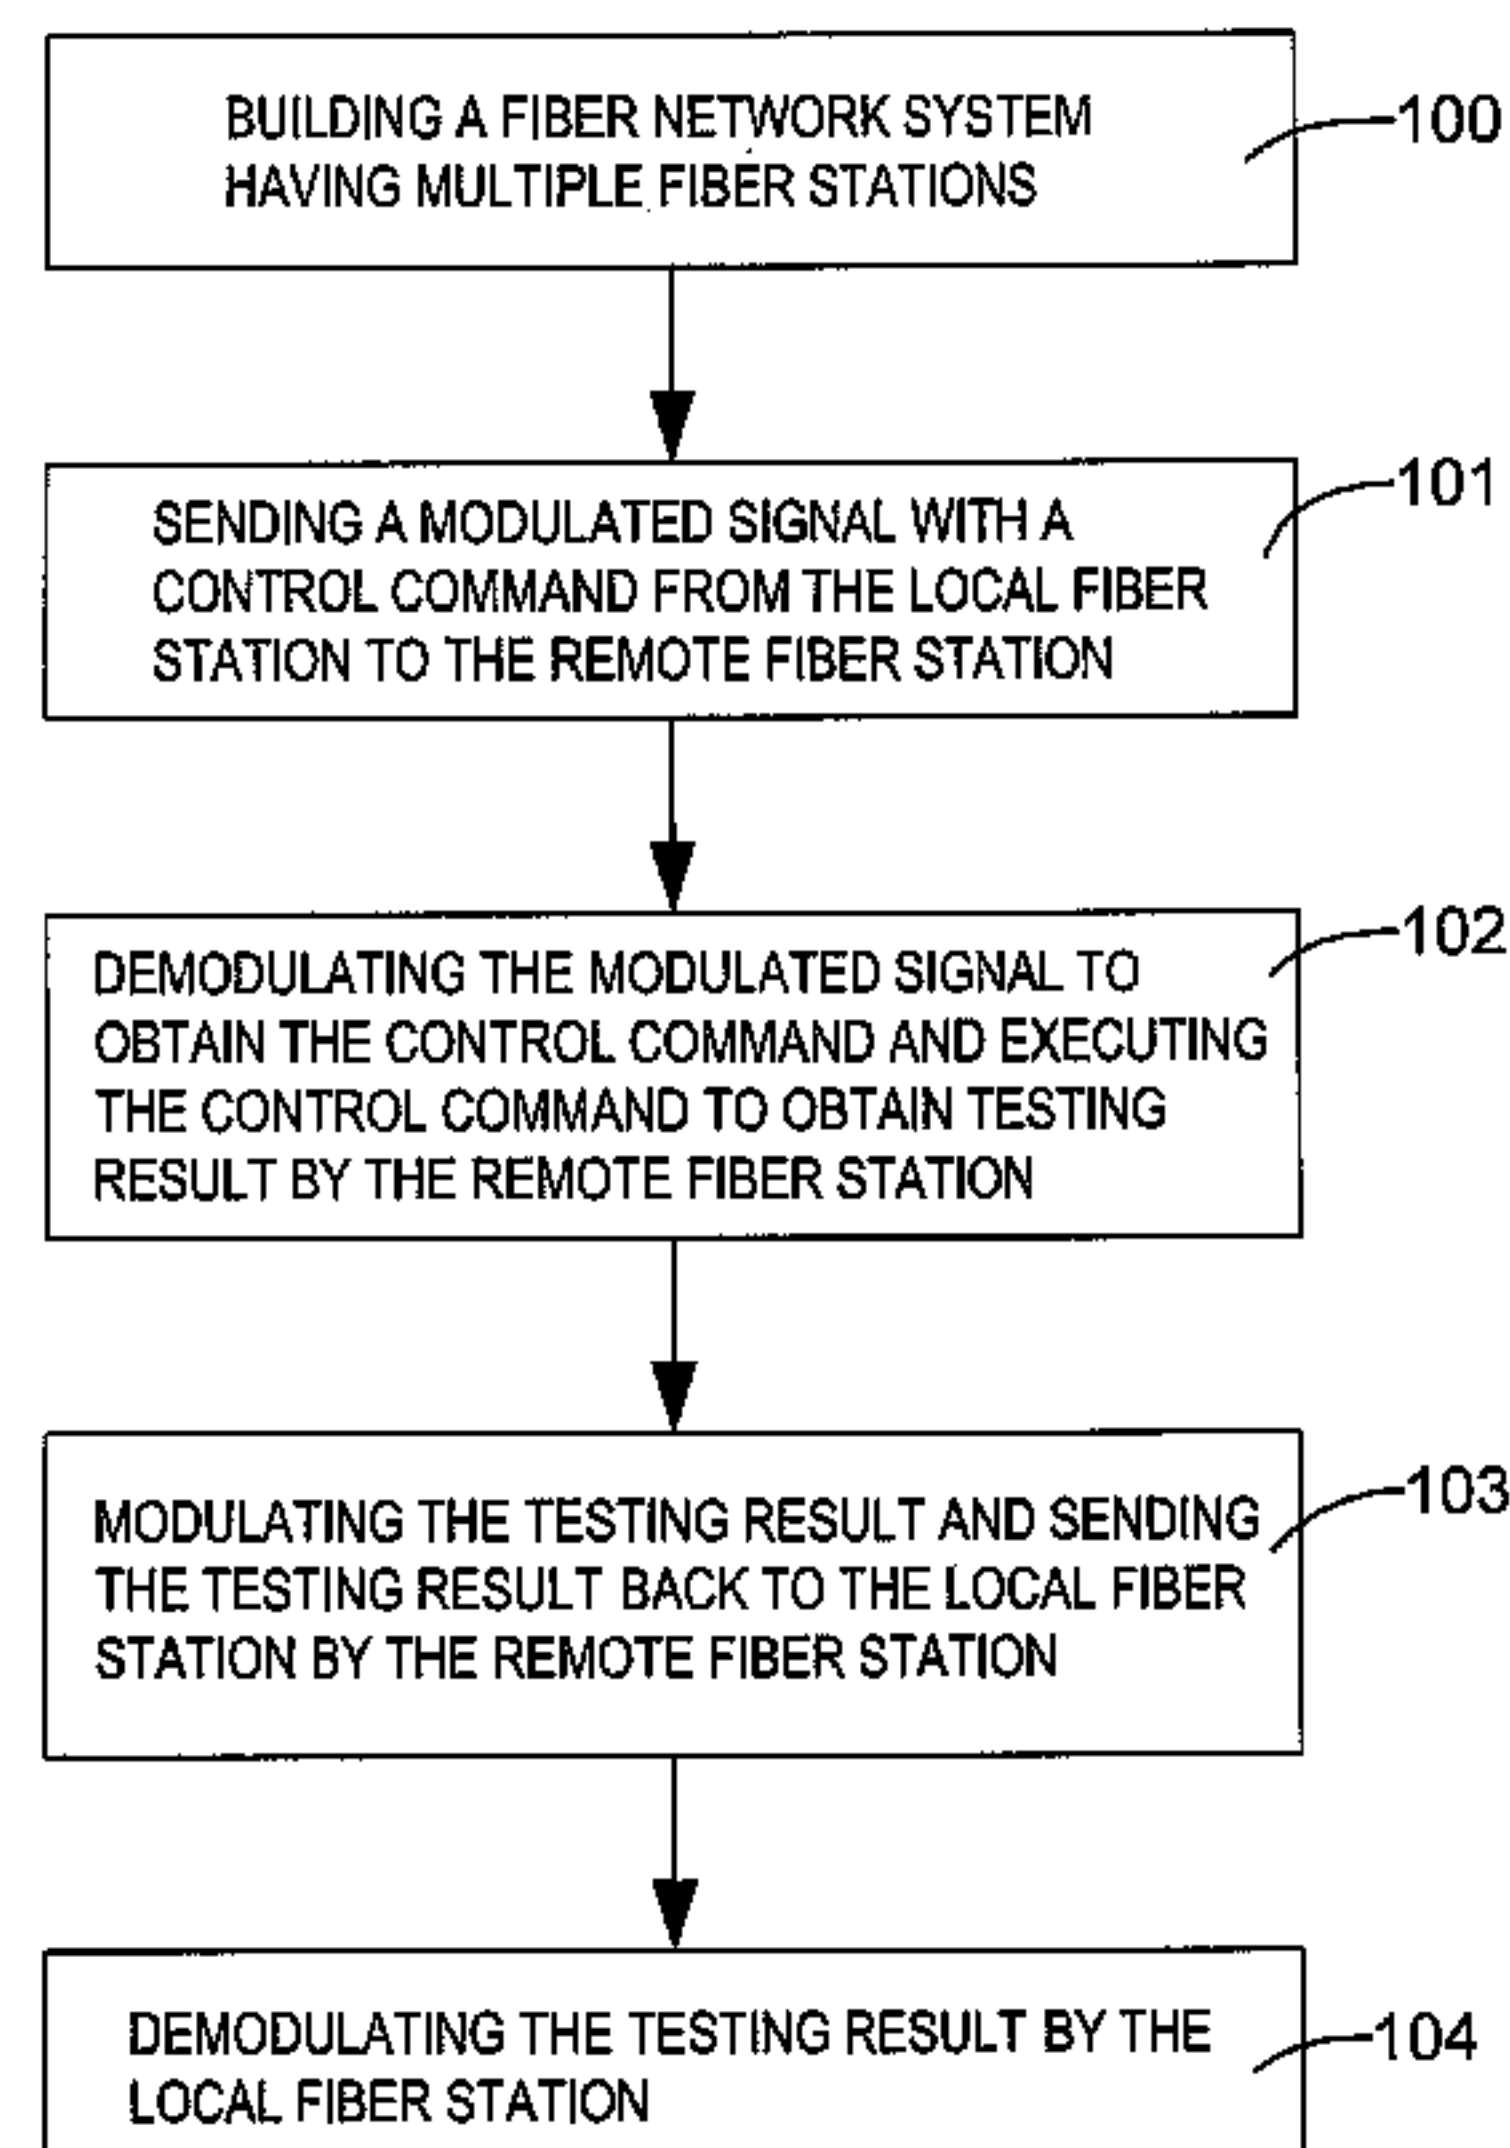 BUILDING A FIBER NETWORK SYSTEM
HAVING MULTIPLE FIBER STATIONS
100
SENDING A MODULATED SIGNAL WITH A
CONTROL COMMAND FROM THE LOCAL FIBER
STATION TO THE REMOTE FIBER STATION
101
DEMODULATING THE MODULATED SIGNAL TO
OBTAIN THE CONTROL COMMAND AND EXECUTING
THE CONTROL COMMAND TO OBTAIN TESTING
RESULT BY THE REMOTE FIBER STATION
102
MODULATING THE TESTING RESULT AND SENDING
THE TESTING RESULT BACK TO THE LOCAL FIBER
STATION BY THE REMOTE FIBER STATION
103
DEMODULATING THE TESTING RESULT BY THE
LOCAL FIBER STATION
104